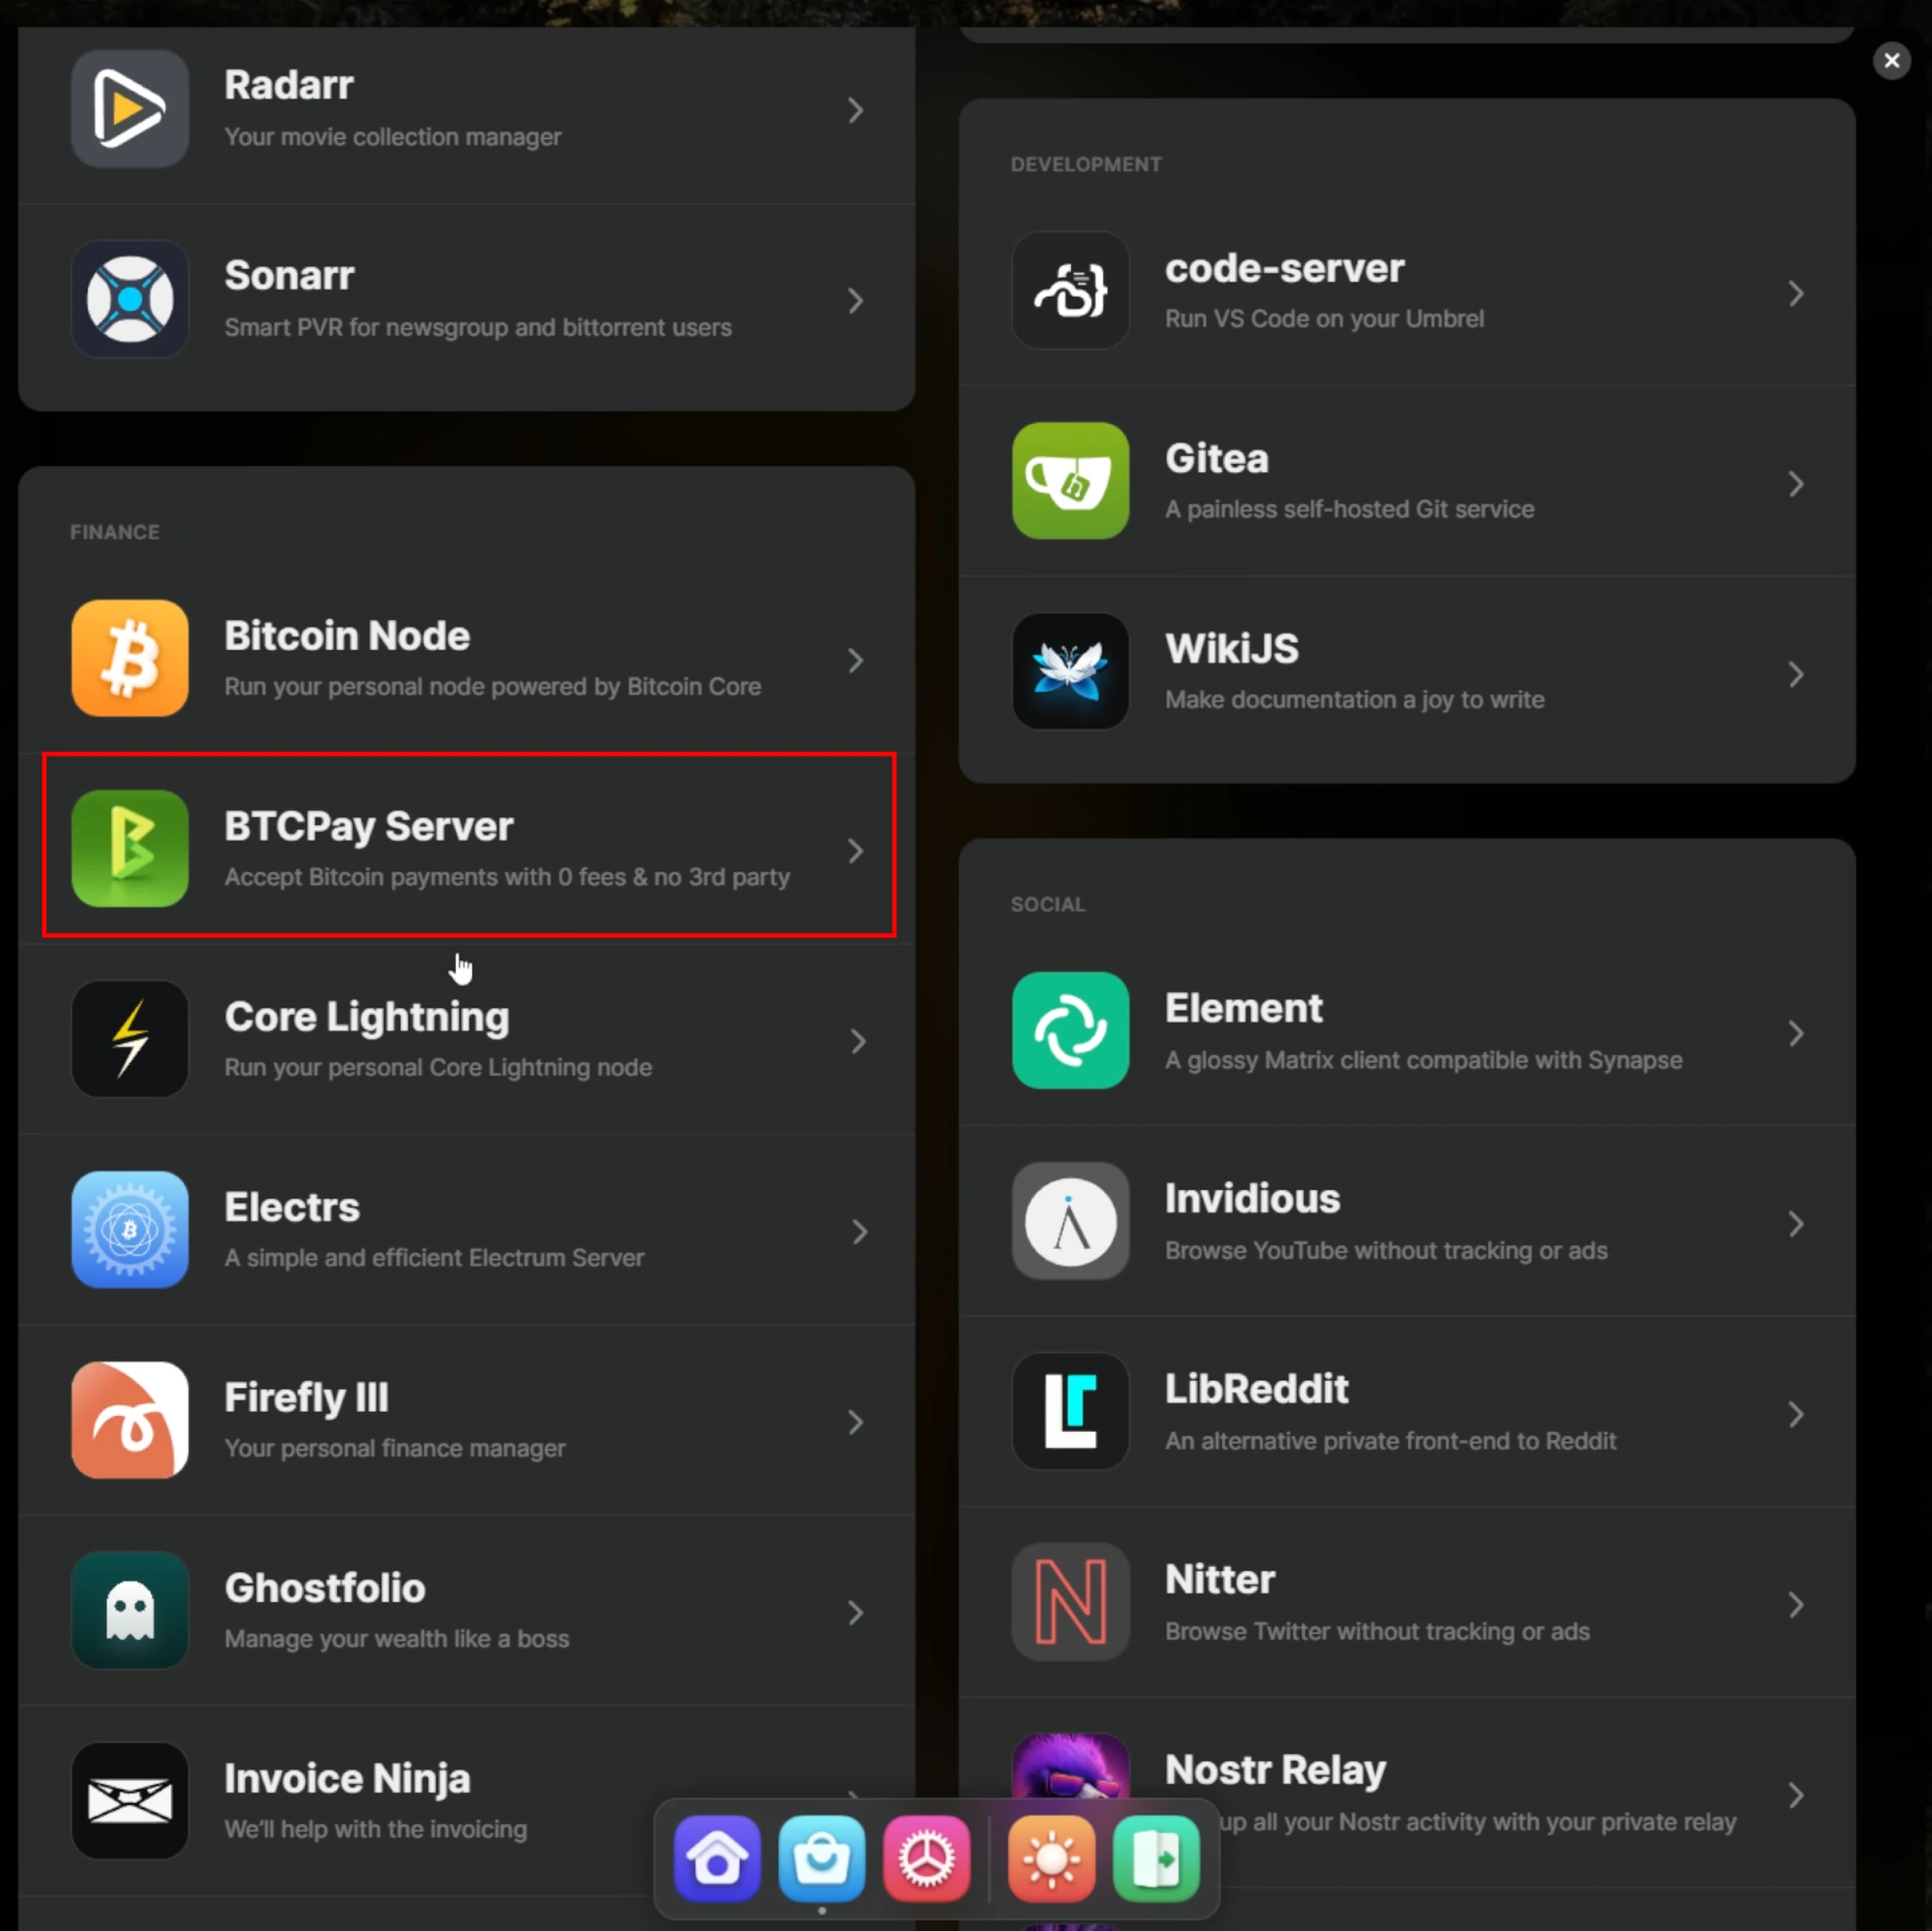 Radarr
Your movie collection manager
Sonarr
Smart PVR for newsgroup and bittorrent users
FINANCE
Bitcoin Node
Run your personal node powered by Bitcoin Core
BTCPay Server
Accept Bitcoin payments with 0 fees & no 3rd party
Core Lightning
Run your personal Core Lightning node
Electrs
A simple and efficient Electrum Server
Firefly III
Your personal finance manager
Ghostfolio
Manage your wealth like a boss
Invoice Ninja
We'll help with the invoicing
DEVELOPMENT
code-server
Run VS Code on your Umbrel
Gitea
A painless self-hosted Git service
WikiJS
Make documentation a joy to write
SOCIAL
Element
A glossy Matrix client compatible with Synapse
Invidious
Browse YouTube without tracking or ads
LibReddit
An alternative private front-end to Reddit
Nitter
Browse Twitter without tracking or ads
Nostr Relay
up all your Nostr activity with your private relay